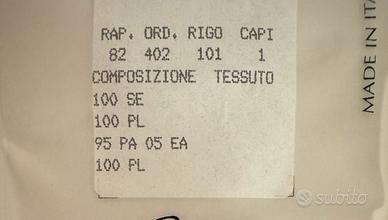 RAP. ORD. RIGO CAPI
82 402 101 1
COMPOSIZIONE TESSUTO
100 SE
100 PL
95 PA 05 EA
100 PL
MADE IN ITA
subito